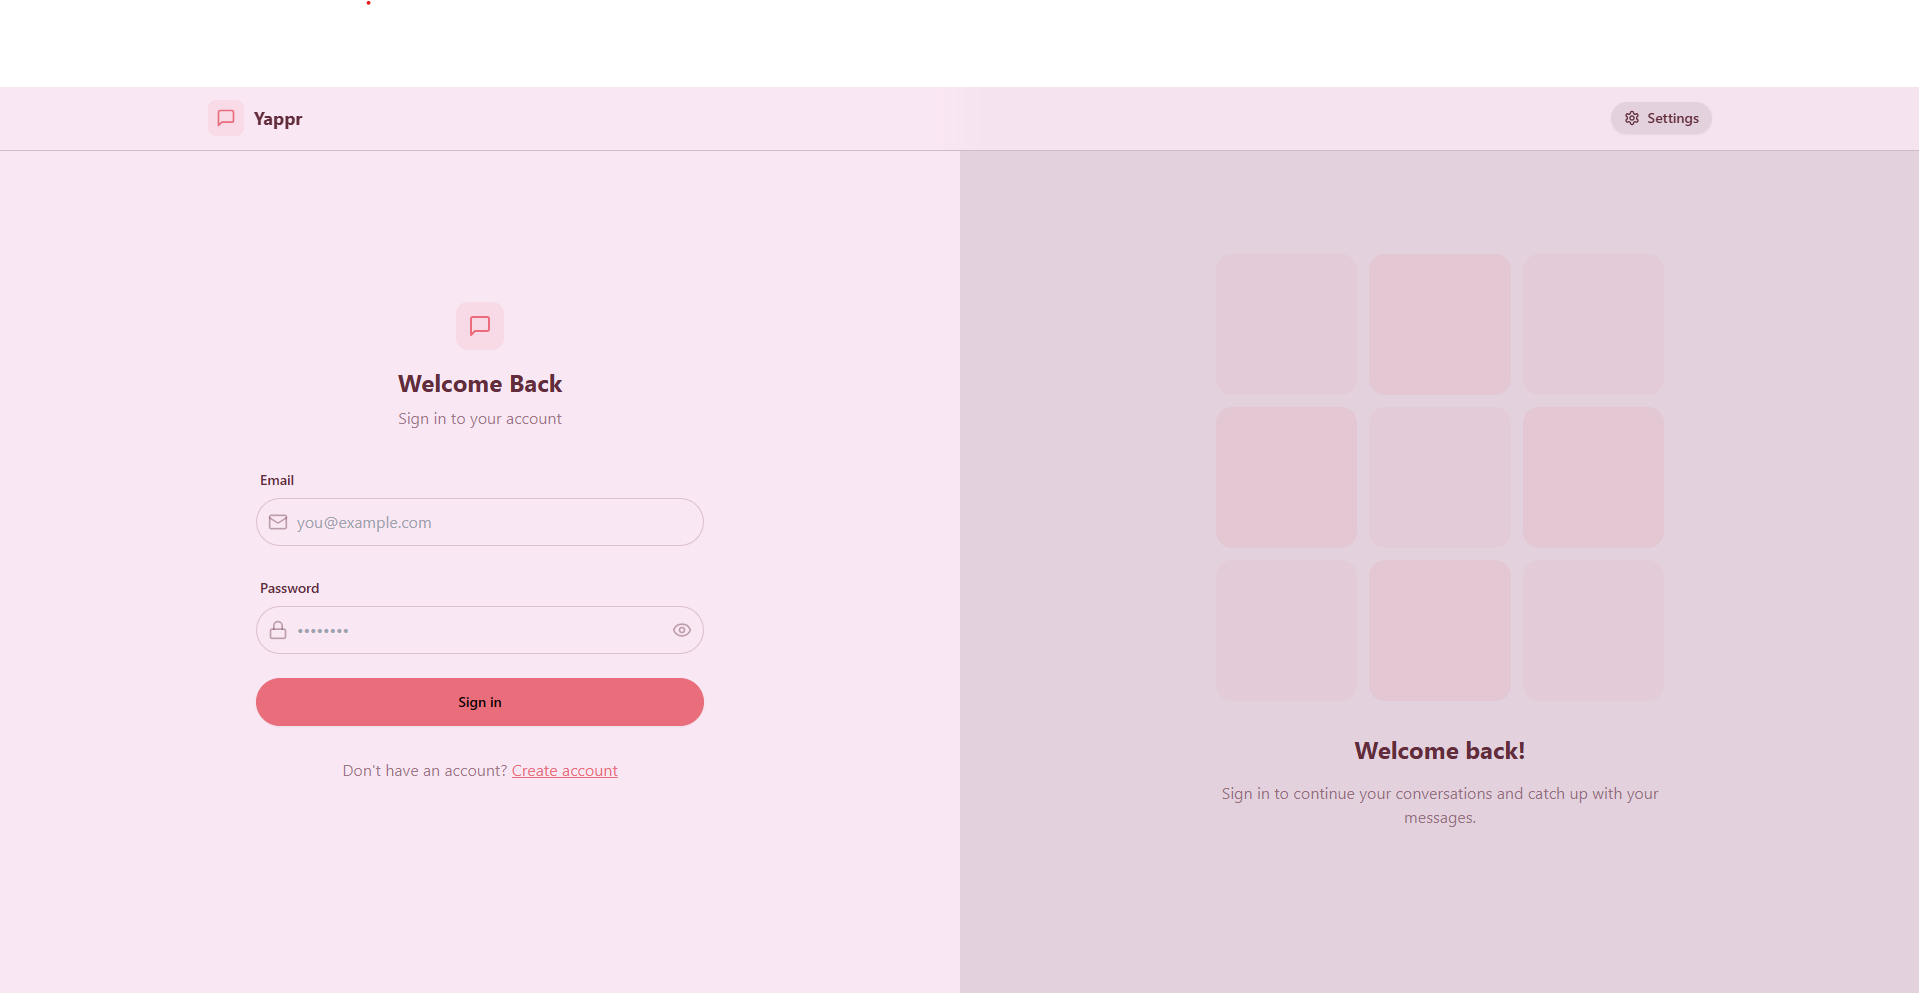 Yappr
Settings
Welcome Back
Sign in to your account
Email
you@example.com
Password
••••••••
Sign in
Don't have an account? Create account
Welcome back!
Sign in to continue your conversations and catch up with your
messages.